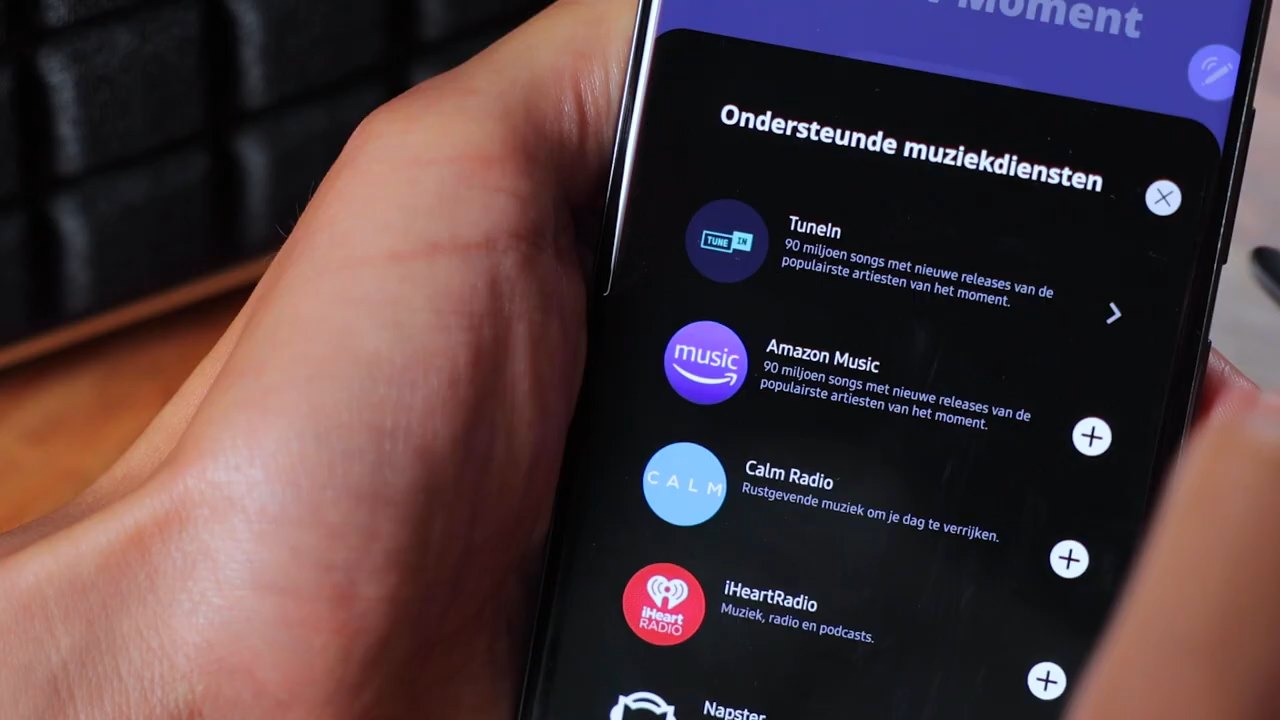 Moment
Ondersteunde muziekdiensten
TUNE IN
TuneIn
90 miljoen songs met nieuwe releases van de
populairste artiesten van het moment.
music
Amazon Music
90 miljoen songs met nieuwe releases van de
populairste artiesten van het moment.
CALM
Calm Radio
Rustgevende muziek om je dag te verrijken.
iHeart
RADIO
iHeartRadio
Muziek, radio en podcasts.
Napster